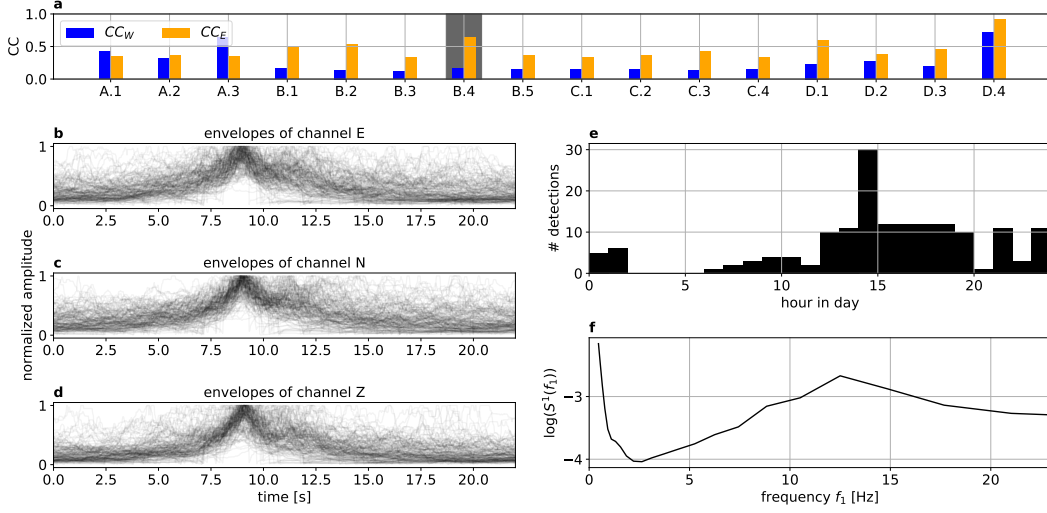 a
CC
1.0
0.5
0.0
CC_W
CC_E
A.1 A.2 A.3 B.1 B.2 B.3 B.4 B.5 C.1 C.2 C.3 C.4 D.1 D.2 D.3 D.4
b
envelopes of channel E
1
0
0.0 2.5 5.0 7.5 10.0 12.5 15.0 17.5 20.0
c
envelopes of channel N
1
0
0.0 2.5 5.0 7.5 10.0 12.5 15.0 17.5 20.0
normalized amplitude
d
envelopes of channel Z
1
0
0.0 2.5 5.0 7.5 10.0 12.5 15.0 17.5 20.0
time [s]
e
# detections
30
20
10
0
0 5 10 15 20
hour in day
f
log(S¹(f₁))
−3
−4
0 5 10 15 20
frequency f₁ [Hz]